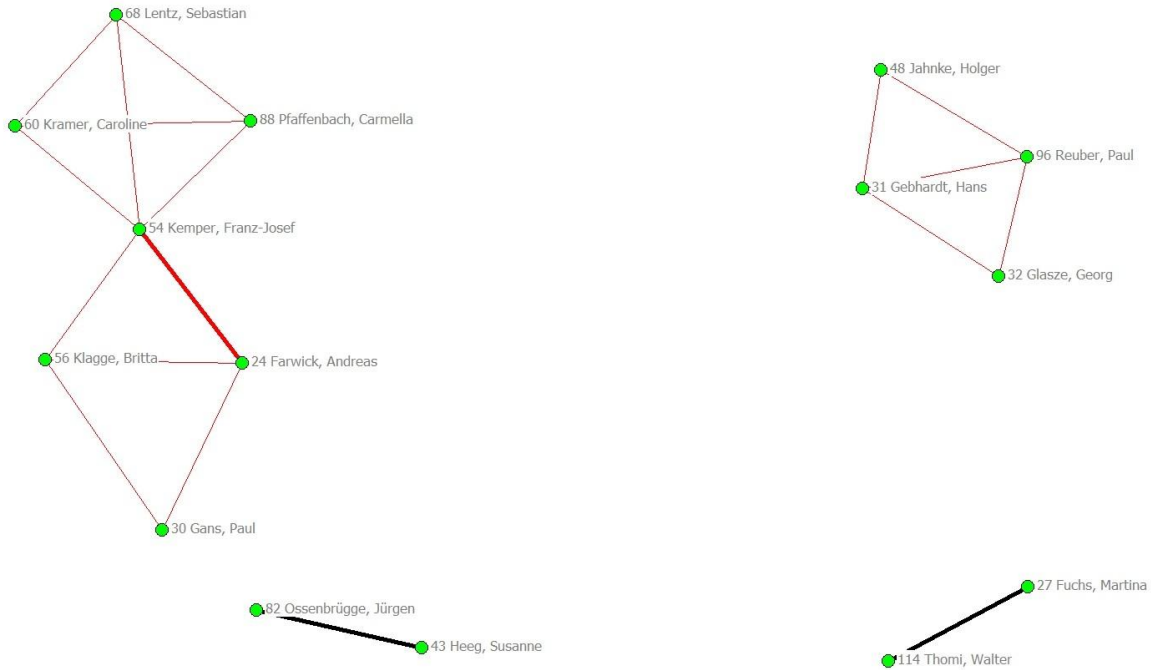 68 Lentz, Sebastian
48 Jahnke, Holger
60 Kramer, Caroline
88 Pfaffenbach, Carmella
96 Reuber, Paul
31 Gebhardt, Hans
54 Kemper, Franz-Josef
32 Glasze, Georg
56 Klagge, Britta
24 Farwick, Andreas
30 Gans, Paul
27 Fuchs, Martina
82 Ossenbrügge, Jürgen
43 Heeg, Susanne
114 Thomi, Walter